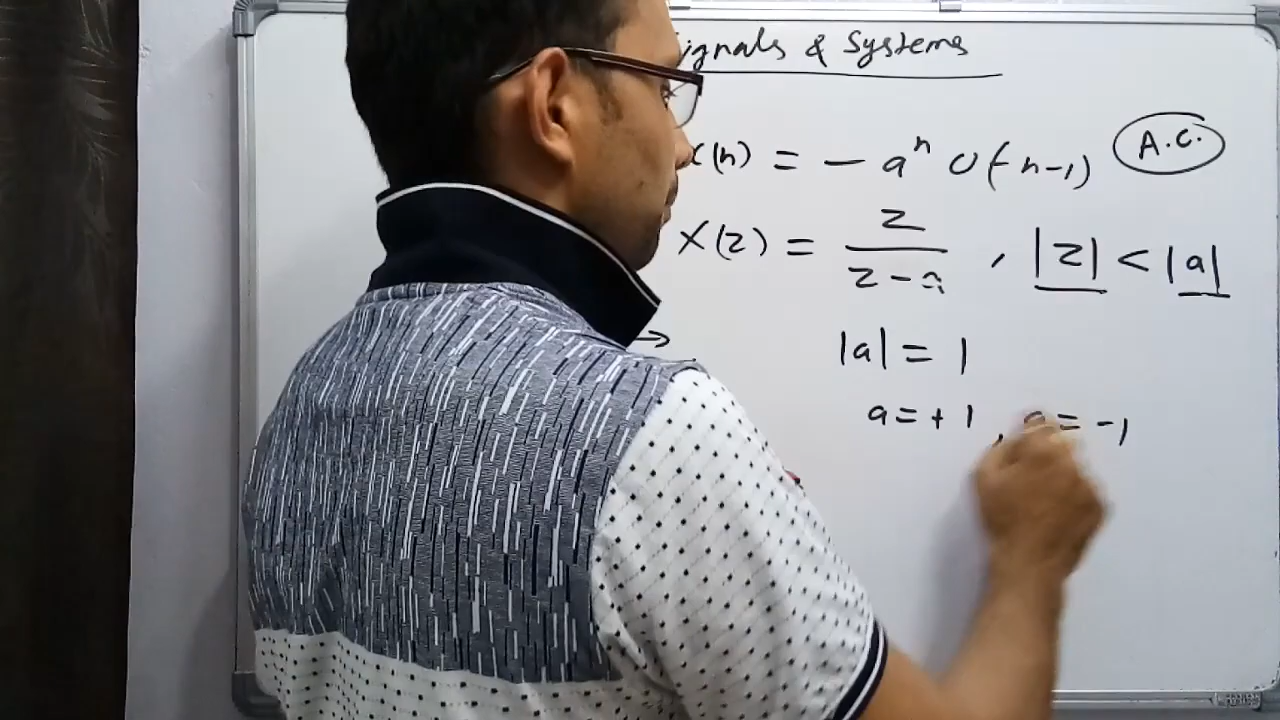 ignals & Systems
x(n) = - aⁿ u(-n-1) A.C.
X(z) = z/(z-a) , |z| < |a|
→ |a| = 1
a = +1 , a = -1